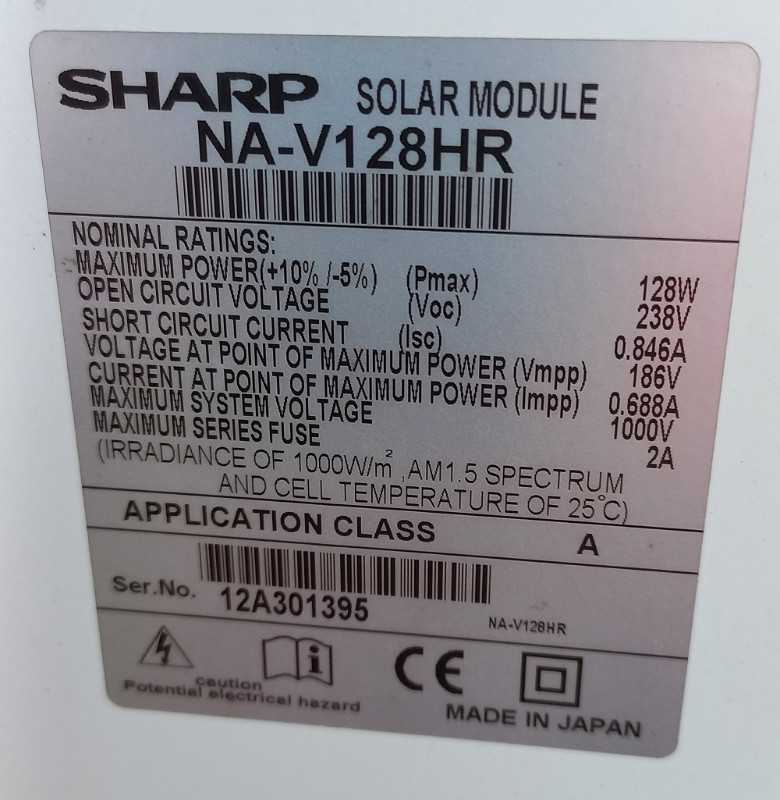 SHARP SOLAR MODULE
NA-V128HR
NOMINAL RATINGS:
MAXIMUM POWER(+10% /-5%) (Pmax) 128W
OPEN CIRCUIT VOLTAGE (Voc) 238V
SHORT CIRCUIT CURRENT (Isc) 0.846A
VOLTAGE AT POINT OF MAXIMUM POWER (Vmpp) 186V
CURRENT AT POINT OF MAXIMUM POWER (Impp) 0.688A
MAXIMUM SYSTEM VOLTAGE 1000V
MAXIMUM SERIES FUSE 2A
(IRRADIANCE OF 1000W/m², AM1.5 SPECTRUM
AND CELL TEMPERATURE OF 25°C)
APPLICATION CLASS A
Ser.No. 12A301395
NA-V128HR
caution
Potential electrical hazard
i
CE
MADE IN JAPAN